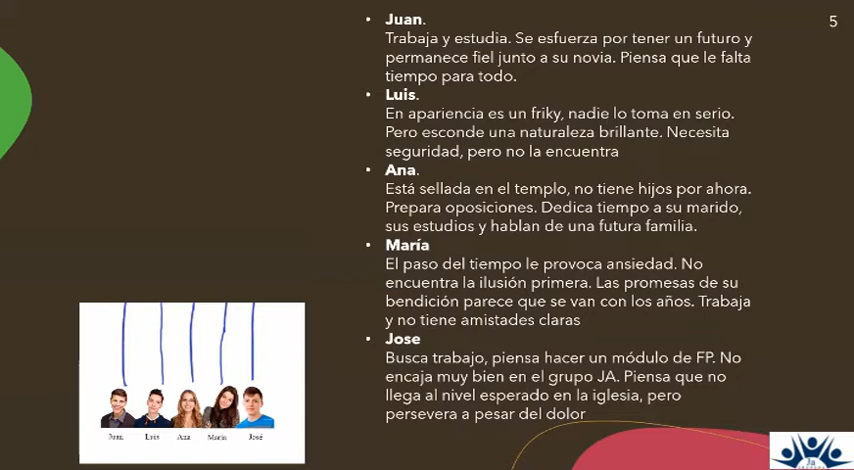 5
Juan.
Trabaja y estudia. Se esfuerza por tener un futuro y
permanece fiel junto a su novia. Piensa que le falta
tiempo para todo.
Luis.
En apariencia es un friky, nadie lo toma en serio.
Pero esconde una naturaleza brillante. Necesita
seguridad, pero no la encuentra
Ana.
Está sellada en el templo, no tiene hijos por ahora.
Prepara oposiciones. Dedica tiempo a su marido,
sus estudios y hablan de una futura familia.
María
El paso del tiempo le provoca ansiedad. No
encuentra la ilusión primera. Las promesas de su
bendición parece que se van con los años. Trabaja
y no tiene amistades claras
Jose
Busca trabajo, piensa hacer un módulo de FP. No
encaja muy bien en el grupo JA. Piensa que no
llega al nivel esperado en la iglesia, pero
persevera a pesar del dolor
Juan Luis Ana María José